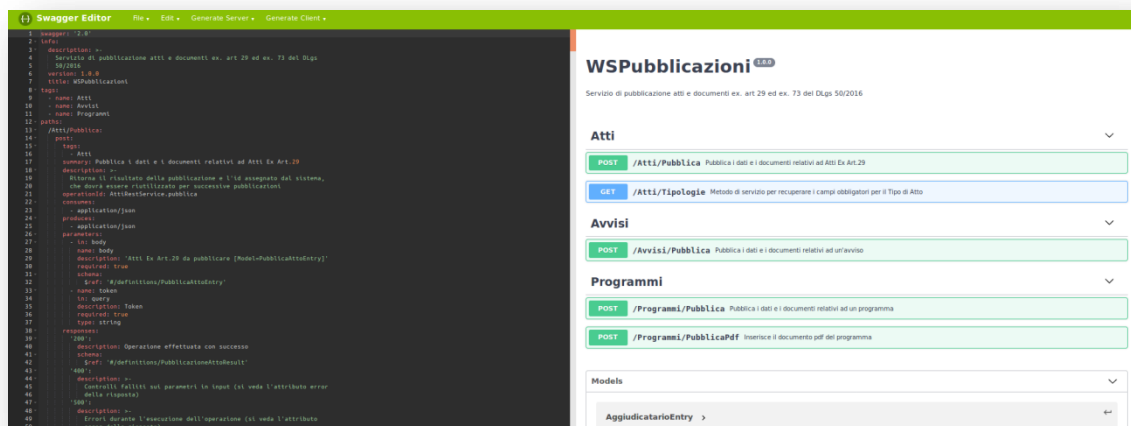 Swagger Editor File Edit Generate Server Generate Client
1 swagger: '2.0'
2 info:
3 description: >-
4 Servizio di pubblicazione atti e documenti ex. art 29 ed ex. 73 del DLgs
5 50/2016
6 version: 1.0.0
7 title: WSPubblicazioni
8 tags:
9 - name: Atti
10 - name: Avvisi
11 - name: Programmi
12 paths:
13 /Atti/Pubblica:
14 post:
15 tags:
16 - Atti
17 summary: Pubblica i dati e i documenti relativi ad Atti Ex Art.29
18 description: >-
19 Ritorna il risultato della pubblicazione e l'id assegnato dal sistema,
20 che dovrà essere riutilizzato per successive pubblicazioni
21 operationId: AttiRestService.pubblica
22 consumes:
23 - application/json
24 produces:
25 - application/json
26 parameters:
27 - in: body
28 name: body
29 description: 'Atti Ex Art.29 da pubblicare [Model=PubblicaAttoEntry]'
30 required: true
31 schema:
32 $ref: '#/definitions/PubblicaAttoEntry'
33 - name: token
34 in: query
35 description: Token
36 required: true
37 type: string
38 responses:
39 '200':
40 description: Operazione effettuata con successo
41 schema:
42 $ref: '#/definitions/PubblicazioneAttoResult'
43 '400':
44 description: >-
45 Controlli falliti sui parametri in input (si veda l'attributo error
46 della risposta)
47 '500':
48 description: >-
49 Errori durante l'esecuzione dell'operazione (si veda l'attributo
WSPubblicazioni 1.0.0
Servizio di pubblicazione atti e documenti ex. art 29 ed ex. 73 del DLgs 50/2016
Atti
POST /Atti/Pubblica Pubblica i dati e i documenti relativi ad Atti Ex Art.29
GET /Atti/Tipologie Metodo di servizio per recuperare i campi obbligatori per il Tipo di Atto
Avvisi
POST /Avvisi/Pubblica Pubblica i dati e i documenti relativi ad un'avviso
Programmi
POST /Programmi/Pubblica Pubblica i dati e i documenti relativi ad un programma
POST /Programmi/PubblicaPdf Inserisce il documento pdf del programma
Models
AggiudicatarioEntry